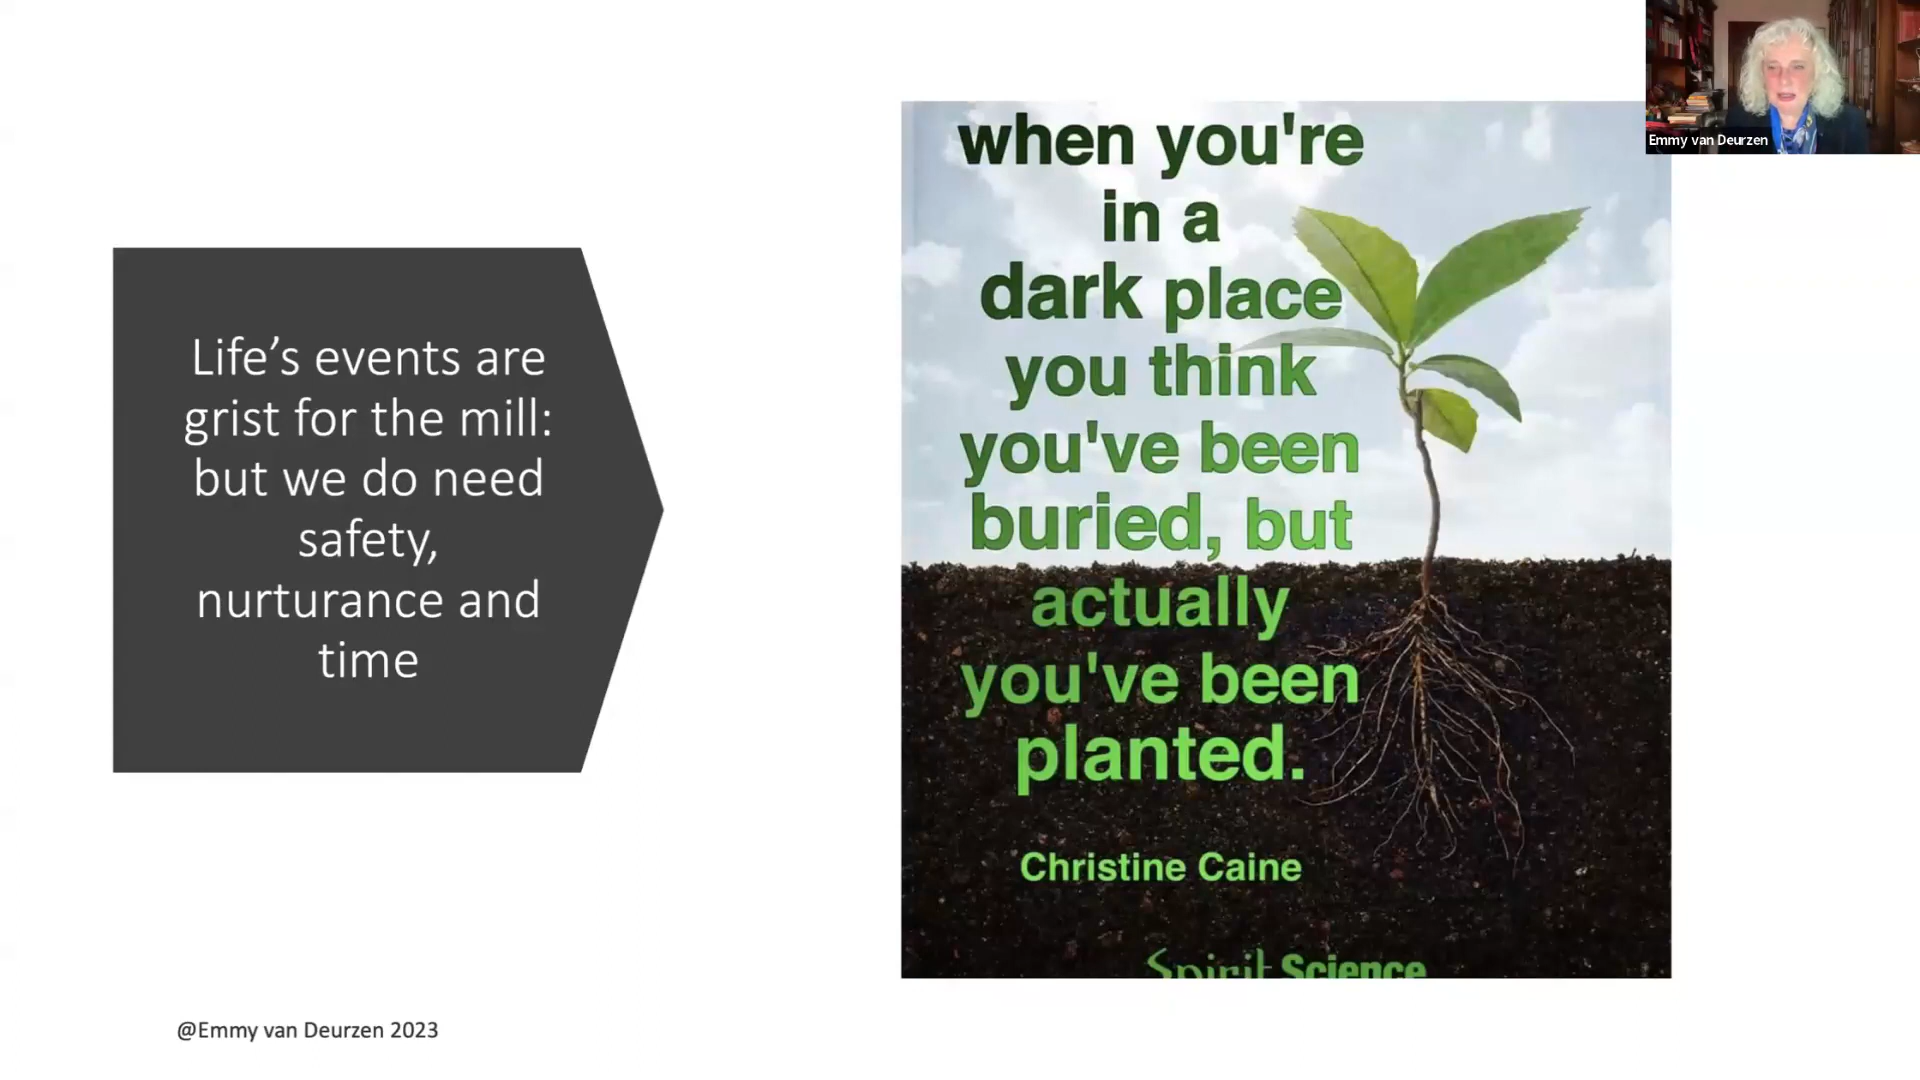 Life’s events are
grist for the mill:
but we do need
safety,
nurturance and
time
when you're
in a
dark place
you think
you've been
buried, but
actually
you've been
planted.
Christine Caine
Spirit Science
Emmy van Deurzen
@Emmy van Deurzen 2023